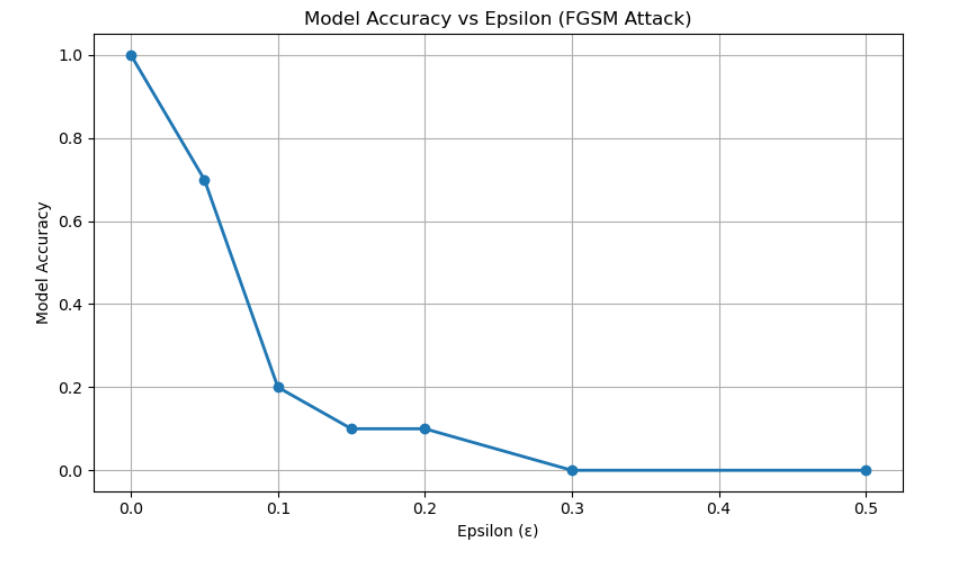 Model Accuracy vs Epsilon (FGSM Attack)
Model Accuracy
1.0
0.8
0.6
0.4
0.2
0.0
0.0 0.1 0.2 0.3 0.4 0.5
Epsilon (ε)